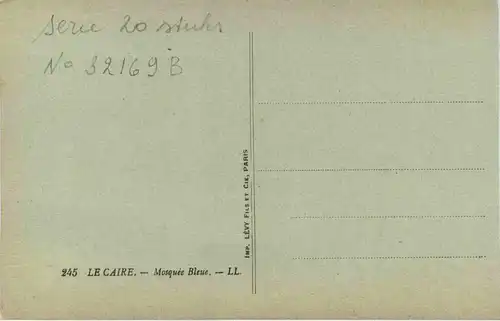 Serie 20 stuks
No 32169 B
IMP. LÉVY FILS ET CIE, PARIS
245 LE CAIRE. — Mosquée Bleue. — LL.